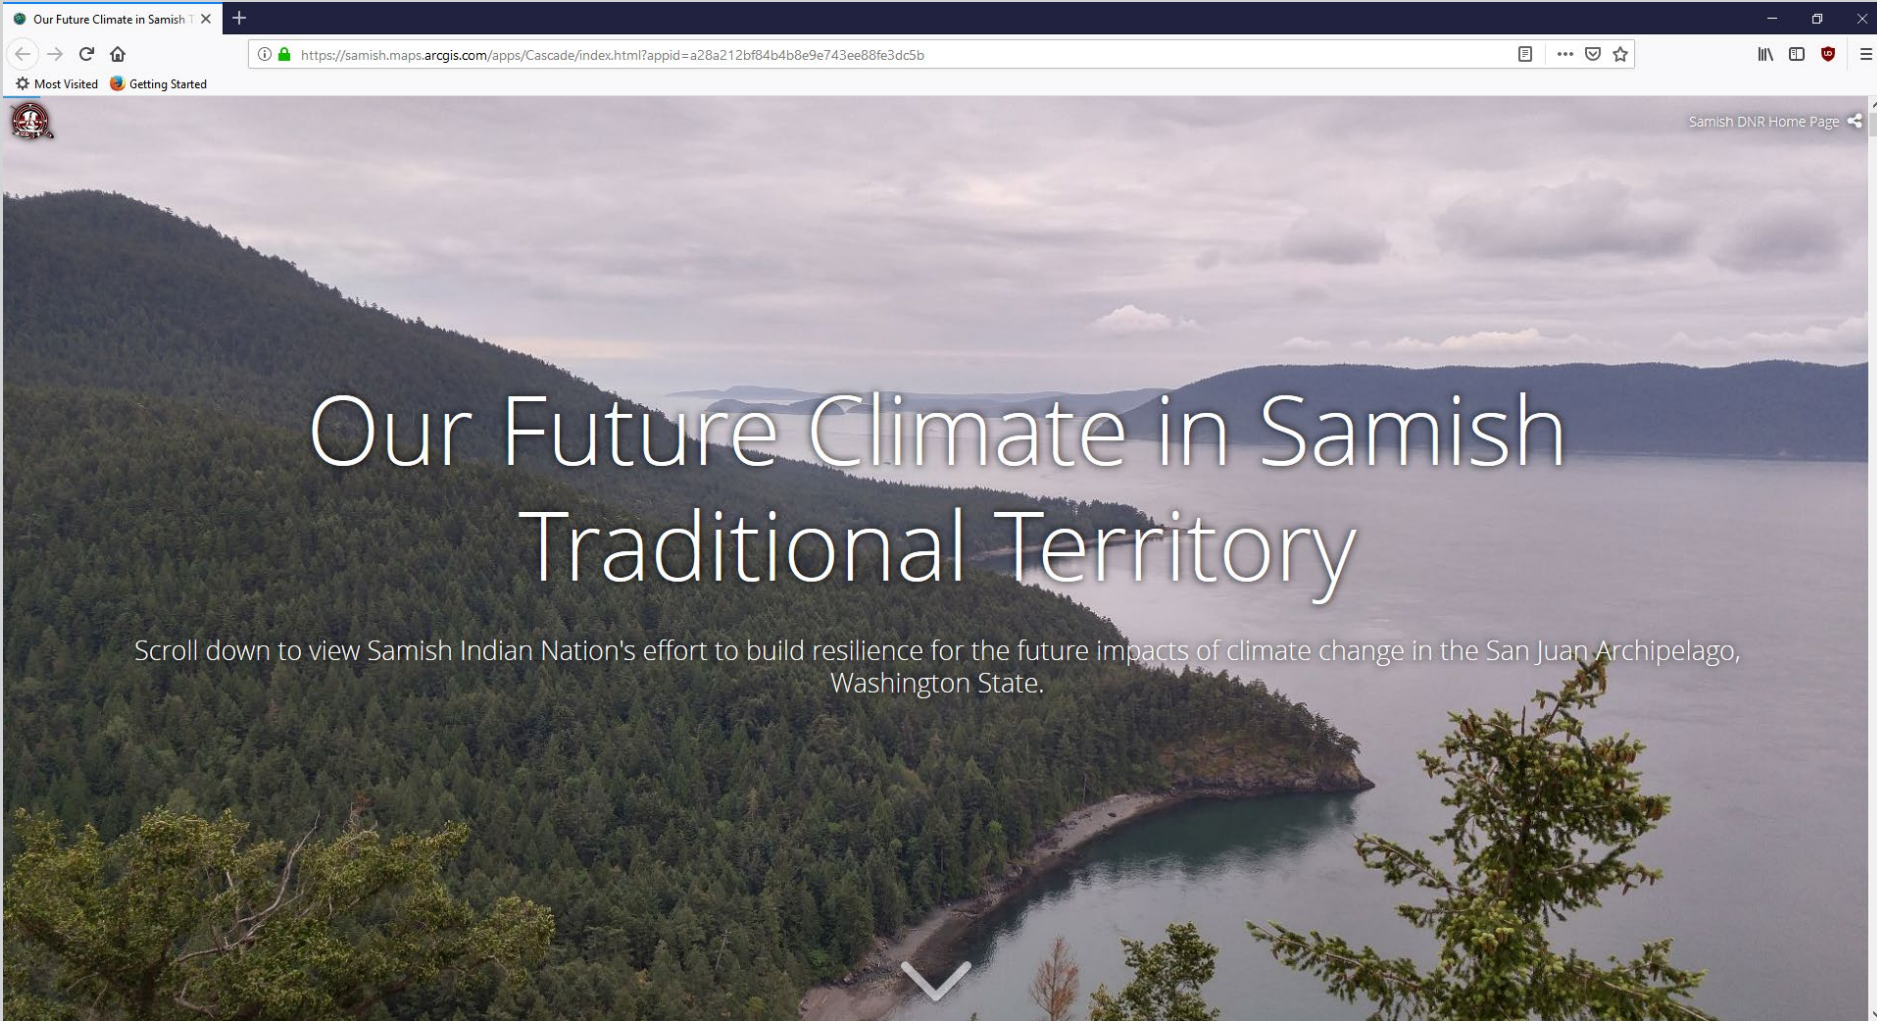 Our Future Climate in Samish T
https://samish.maps.arcgis.com/apps/Cascade/index.html?appid=a28a212bf84b4b8e9e743ee88fe3dc5b
Most Visited Getting Started
Samish DNR Home Page
Our Future Climate in Samish
Traditional Territory
Scroll down to view Samish Indian Nation's effort to build resilience for the future impacts of climate change in the San Juan Archipelago,
Washington State.